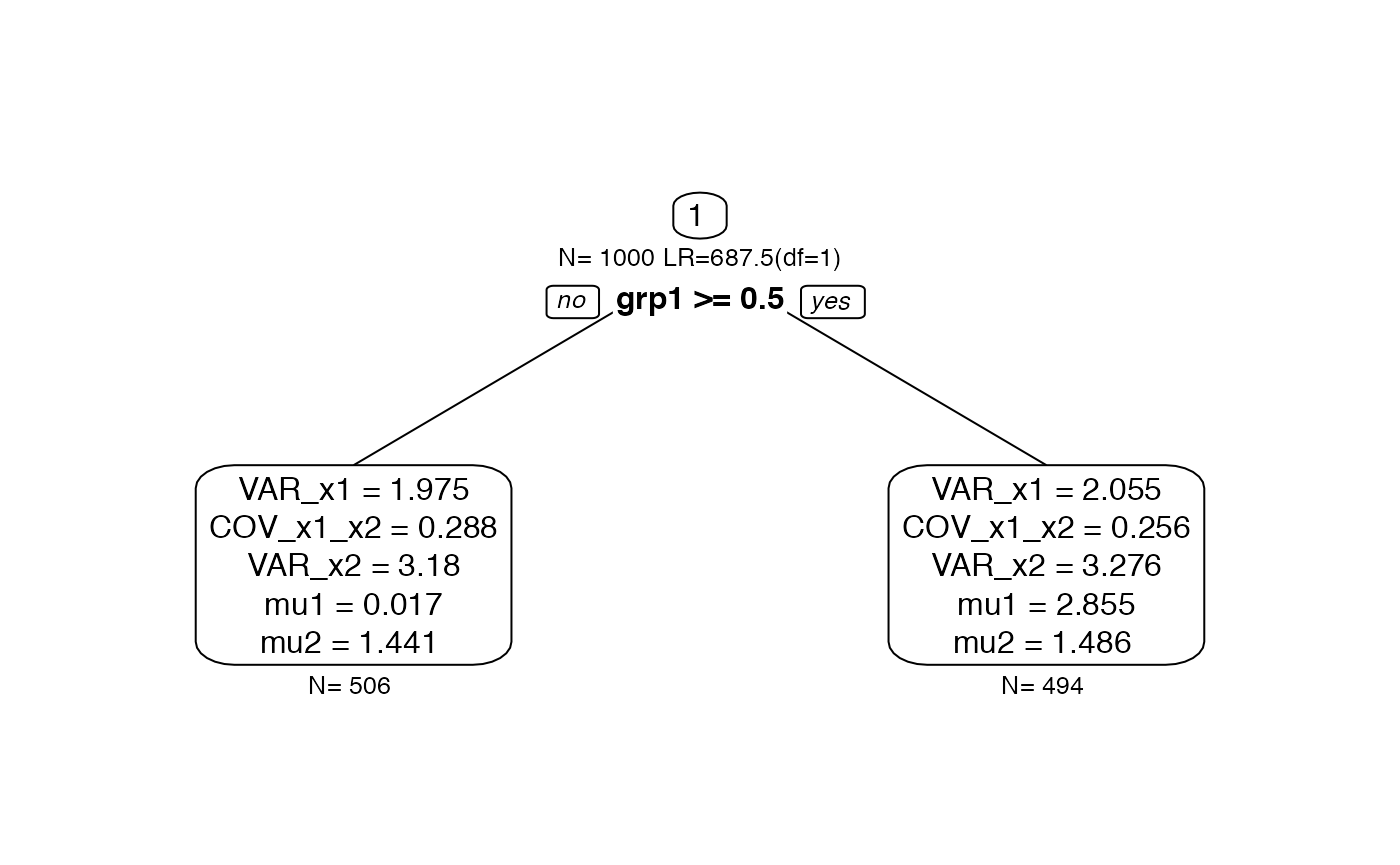 1
N= 1000 LR=687.5(df=1)
no grp1 >= 0.5 yes
VAR_x1 = 1.975
COV_x1_x2 = 0.288
VAR_x2 = 3.18
mu1 = 0.017
mu2 = 1.441
N= 506
VAR_x1 = 2.055
COV_x1_x2 = 0.256
VAR_x2 = 3.276
mu1 = 2.855
mu2 = 1.486
N= 494